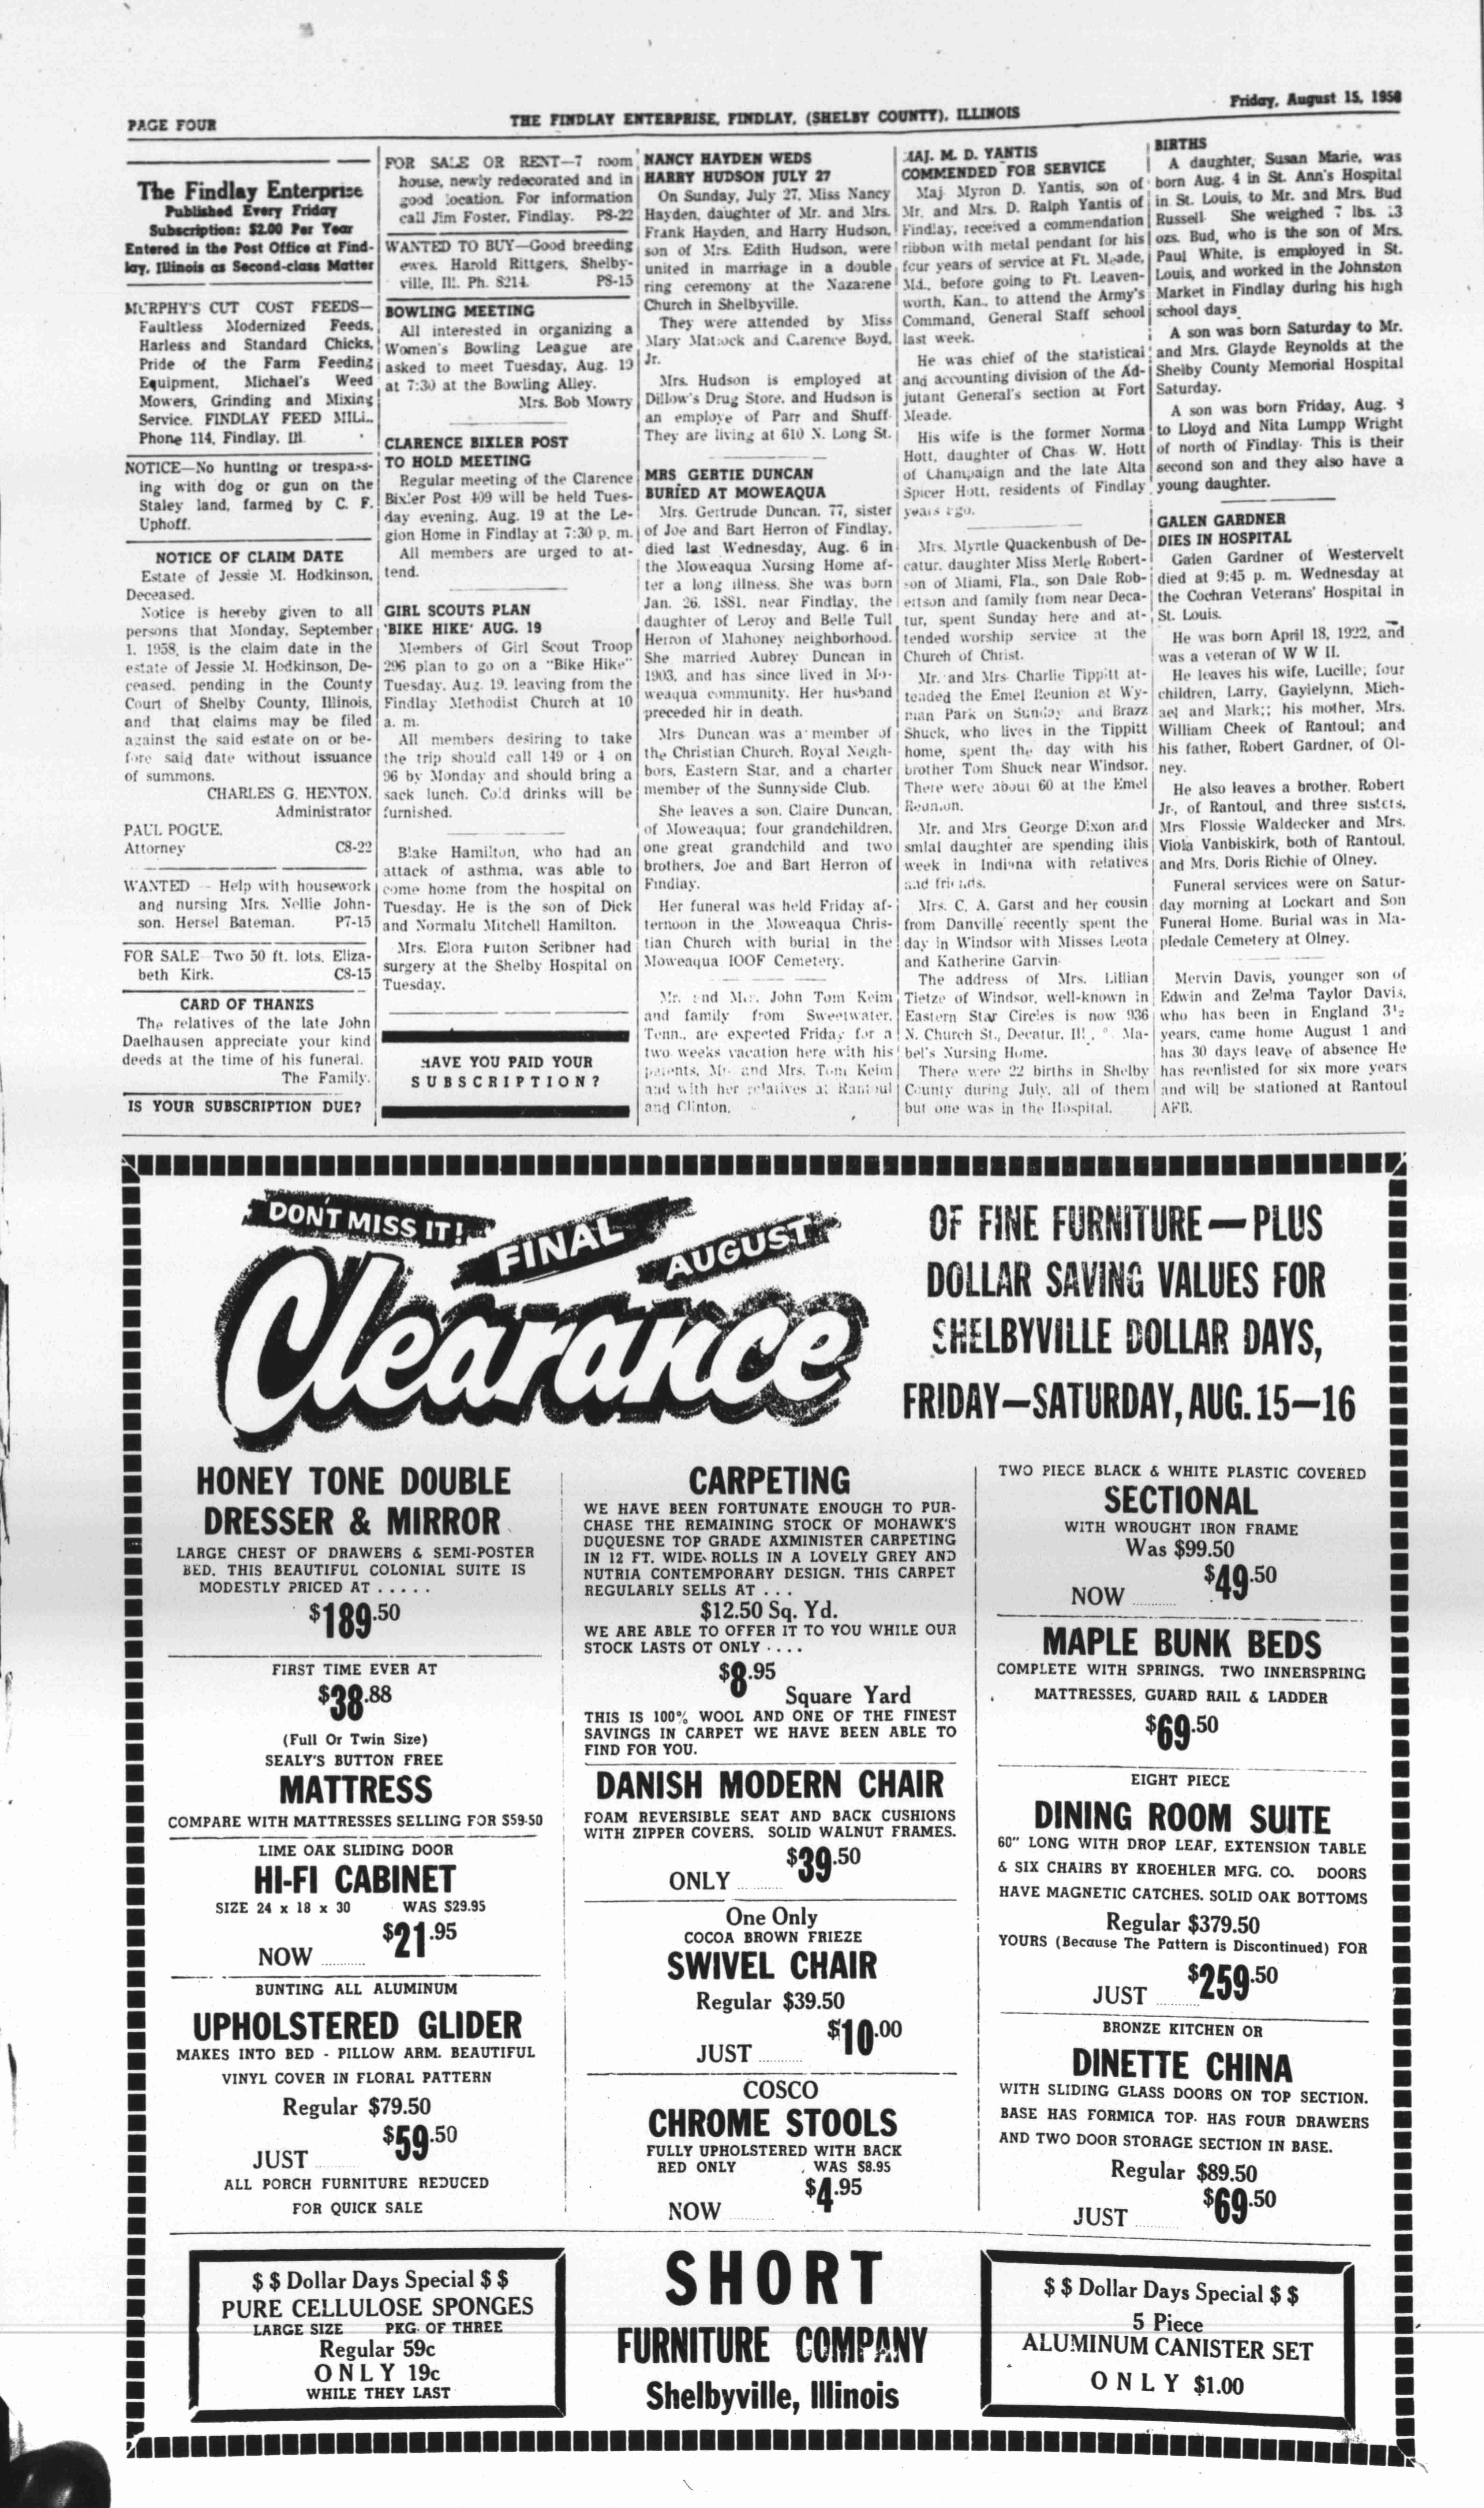 PAGE FOUR
THE FINDLAY ENTERPRISE, FINDLAY, (SHELBY COUNTY), ILLINOIS
Friday, August 15, 1958
The Findlay Enterprise
Published Every Friday
Subscription: $2.00 Per Year
Entered in the Post Office at Find-
lay, Illinois as Second-class Matter
MURPHY'S CUT COST FEEDS—
Faultless Modernized Feeds,
Harless and Standard Chicks,
Pride of the Farm Feeding
Equipment, Michael's Weed
Mowers, Grinding and Mixing
Service. FINDLAY FEED MILL,
Phone 114, Findlay, Ill.
NOTICE—No hunting or trespass-
ing with dog or gun on the
Staley land, farmed by C. F.
Uphoff.
NOTICE OF CLAIM DATE
Estate of Jessie M. Hodkinson,
Deceased.
Notice is hereby given to all
persons that Monday, September
1, 1958, is the claim date in the
estate of Jessie M. Hodkinson, De-
ceased, pending in the County
Court of Shelby County, Illinois,
and that claims may be filed
against the said estate on or be-
fore said date without issuance
of summons.
CHARLES G. HENTON,
Administrator
PAUL POGUE,
Attorney C8-22
WANTED — Help with housework
and nursing Mrs. Nellie John-
son. Hersel Bateman. P7-15
FOR SALE—Two 50 ft. lots. Eliza-
beth Kirk. C8-15
CARD OF THANKS
The relatives of the late John
Daelhausen appreciate your kind
deeds at the time of his funeral.
The Family.
IS YOUR SUBSCRIPTION DUE?
FOR SALE OR RENT—7 room
house, newly redecorated and in
good location. For information
call Jim Foster, Findlay. P8-22
WANTED TO BUY—Good breeding
ewes. Harold Rittgers, Shelby-
ville, Ill. Ph. 8214. P8-15
BOWLING MEETING
All interested in organizing a
Women's Bowling League are
asked to meet Tuesday, Aug. 19
at 7:30 at the Bowling Alley.
Mrs. Bob Mowry
CLARENCE BIXLER POST
TO HOLD MEETING
Regular meeting of the Clarence
Bixler Post 409 will be held Tues-
day evening, Aug. 19 at the Le-
gion Home in Findlay at 7:30 p. m.
All members are urged to at-
tend.
GIRL SCOUTS PLAN
'BIKE HIKE' AUG. 19
Members of Girl Scout Troop
296 plan to go on a "Bike Hike"
Tuesday, Aug. 19, leaving from the
Findlay Methodist Church at 10
a. m.
All members desiring to take
the trip should call 149 or 4 on
96 by Monday and should bring a
sack lunch. Cold drinks will be
furnished.
Blake Hamilton, who had an
attack of asthma, was able to
come home from the hospital on
Tuesday. He is the son of Dick
and Normalu Mitchell Hamilton.
Mrs. Elora Fulton Scribner had
surgery at the Shelby Hospital on
Tuesday.
HAVE YOU PAID YOUR
SUBSCRIPTION?
NANCY HAYDEN WEDS
HARRY HUDSON JULY 27
On Sunday, July 27, Miss Nancy
Hayden, daughter of Mr. and Mrs.
Frank Hayden, and Harry Hudson,
son of Mrs. Edith Hudson, were
united in marriage in a double
ring ceremony at the Nazarene
Church in Shelbyville.
They were attended by Miss
Mary Matlock and Clarence Boyd,
Jr.
Mrs. Hudson is employed at
Dillow's Drug Store, and Hudson is
an employe of Parr and Shuff.
They are living at 610 N. Long St.
MRS GERTIE DUNCAN
BURIED AT MOWEAQUA
Mrs. Gertrude Duncan, 77, sister
of Joe and Bart Herron of Findlay,
died last Wednesday, Aug. 6 in
the Moweaqua Nursing Home af-
ter a long illness. She was born
Jan. 26, 1881, near Findlay, the
daughter of Leroy and Belle Tull
Herron of Mahoney neighborhood.
She married Aubrey Duncan in
1903, and has since lived in Mo-
weaqua community. Her husband
preceded hir in death.
Mrs Duncan was a member of
the Christian Church, Royal Neigh-
bors, Eastern Star, and a charter
member of the Sunnyside Club.
She leaves a son, Claire Duncan,
of Moweaqua; four grandchildren,
one great grandchild and two
brothers, Joe and Bart Herron of
Findlay.
Her funeral was held Friday af-
ternoon in the Moweaqua Chris-
tian Church with burial in the
Moweaqua IOOF Cemetery.
Mr. and Mrs. John Tom Keim
and family from Sweetwater,
Tenn., are expected Friday for a
two weeks vacation here with his
parents, Mr. and Mrs. Tom Keim
and with her relatives at Rantoul
and Clinton.
MAJ. M. D. YANTIS
COMMENDED FOR SERVICE
Maj. Myron D. Yantis, son of
Mr. and Mrs. D. Ralph Yantis of
Findlay, received a commendation
ribbon with metal pendant for his
four years of service at Ft. Meade,
Md., before going to Ft. Leaven-
worth, Kan., to attend the Army's
Command, General Staff school
last week.
He was chief of the statistical
and accounting division of the Ad-
jutant General's section at Fort
Meade.
His wife is the former Norma
Hott, daughter of Chas. W. Hott
of Champaign and the late Alta
Spicer Hott, residents of Findlay
years ago.
Mrs. Myrtle Quackenbush of De-
catur, daughter Miss Merle Robert-
son of Miami, Fla., son Dale Rob-
ertson and family from near Deca-
tur, spent Sunday here and at-
tended worship service at the
Church of Christ.
Mr. and Mrs. Charlie Tippitt at-
tended the Emel Reunion at Wy-
man Park on Sunday and Brazz
Shuck, who lives in the Tippitt
home, spent the day with his
brother Tom Shuck near Windsor.
There were about 60 at the Emel
Reunion.
Mr. and Mrs. George Dixon and
smlal daughter are spending this
week in Indiana with relatives
and friends.
Mrs. C. A. Garst and her cousin
from Danville recently spent the
day in Windsor with Misses Leota
and Katherine Garvin.
The address of Mrs. Lillian
Tietze of Windsor, well-known in
Eastern Star Circles is now 936
N. Church St., Decatur, Ill., Ma-
bel's Nursing Home.
There were 22 births in Shelby
County during July, all of them
but one was in the Hospital.
BIRTHS
A daughter, Susan Marie, was
born Aug. 4 in St. Ann's Hospital
in St. Louis, to Mr. and Mrs. Bud
Russell. She weighed 7 lbs. 13
ozs. Bud, who is the son of Mrs.
Paul White, is employed in St.
Louis, and worked in the Johnston
Market in Findlay during his high
school days.
A son was born Saturday to Mr.
and Mrs. Glayde Reynolds at the
Shelby County Memorial Hospital
Saturday.
A son was born Friday, Aug. 8
to Lloyd and Nita Lumpp Wright
of north of Findlay. This is their
second son and they also have a
young daughter.
GALEN GARDNER
DIES IN HOSPITAL
Galen Gardner of Westervelt
died at 9:45 p. m. Wednesday at
the Cochran Veterans' Hospital in
St. Louis.
He was born April 18, 1922, and
was a veteran of W W II.
He leaves his wife, Lucille; four
children, Larry, Gaylelynn, Mich-
ael and Mark;; his mother, Mrs.
William Cheek of Rantoul; and
his father, Robert Gardner, of Ol-
ney.
He also leaves a brother, Robert
Jr., of Rantoul, and three sisters,
Mrs Flossie Waldecker and Mrs.
Viola Vanbiskirk, both of Rantoul,
and Mrs. Doris Richie of Olney.
Funeral services were on Satur-
day morning at Lockart and Son
Funeral Home. Burial was in Ma-
pledale Cemetery at Olney.
Mervin Davis, younger son of
Edwin and Zelma Taylor Davis,
who has been in England 3½
years, came home August 1 and
has 30 days leave of absence He
has reenlisted for six more years
and will be stationed at Rantoul
AFB.
DON'T MISS IT!
FINAL
AUGUST
Clearance
OF FINE FURNITURE—PLUS
DOLLAR SAVING VALUES FOR
SHELBYVILLE DOLLAR DAYS,
FRIDAY—SATURDAY, AUG. 15—16
HONEY TONE DOUBLE
DRESSER & MIRROR
LARGE CHEST OF DRAWERS & SEMI-POSTER
BED. THIS BEAUTIFUL COLONIAL SUITE IS
MODESTLY PRICED AT . . . . .
$189.50
FIRST TIME EVER AT
$38.88
(Full Or Twin Size)
SEALY'S BUTTON FREE
MATTRESS
COMPARE WITH MATTRESSES SELLING FOR $59.50
LIME OAK SLIDING DOOR
HI-FI CABINET
SIZE 24 x 18 x 30 WAS $29.95
NOW $21.95
BUNTING ALL ALUMINUM
UPHOLSTERED GLIDER
MAKES INTO BED - PILLOW ARM. BEAUTIFUL
VINYL COVER IN FLORAL PATTERN
Regular $79.50
JUST $59.50
ALL PORCH FURNITURE REDUCED
FOR QUICK SALE
CARPETING
WE HAVE BEEN FORTUNATE ENOUGH TO PUR-
CHASE THE REMAINING STOCK OF MOHAWK'S
DUQUESNE TOP GRADE AXMINISTER CARPETING
IN 12 FT. WIDE ROLLS IN A LOVELY GREY AND
NUTRIA CONTEMPORARY DESIGN. THIS CARPET
REGULARLY SELLS AT . . .
$12.50 Sq. Yd.
WE ARE ABLE TO OFFER IT TO YOU WHILE OUR
STOCK LASTS OT ONLY . . . .
$8.95
Square Yard
THIS IS 100% WOOL AND ONE OF THE FINEST
SAVINGS IN CARPET WE HAVE BEEN ABLE TO
FIND FOR YOU.
DANISH MODERN CHAIR
FOAM REVERSIBLE SEAT AND BACK CUSHIONS
WITH ZIPPER COVERS. SOLID WALNUT FRAMES.
ONLY $39.50
One Only
COCOA BROWN FRIEZE
SWIVEL CHAIR
Regular $39.50
JUST $10.00
COSCO
CHROME STOOLS
FULLY UPHOLSTERED WITH BACK
RED ONLY WAS $8.95
NOW $4.95
TWO PIECE BLACK & WHITE PLASTIC COVERED
SECTIONAL
WITH WROUGHT IRON FRAME
Was $99.50
NOW $49.50
MAPLE BUNK BEDS
COMPLETE WITH SPRINGS. TWO INNERSPRING
MATTRESSES, GUARD RAIL & LADDER
$69.50
EIGHT PIECE
DINING ROOM SUITE
60" LONG WITH DROP LEAF, EXTENSION TABLE
& SIX CHAIRS BY KROEHLER MFG. CO. DOORS
HAVE MAGNETIC CATCHES. SOLID OAK BOTTOMS
Regular $379.50
YOURS (Because The Pattern is Discontinued) FOR
JUST $259.50
BRONZE KITCHEN OR
DINETTE CHINA
WITH SLIDING GLASS DOORS ON TOP SECTION.
BASE HAS FORMICA TOP. HAS FOUR DRAWERS
AND TWO DOOR STORAGE SECTION IN BASE.
Regular $89.50
JUST $69.50
$ $ Dollar Days Special $ $
PURE CELLULOSE SPONGES
LARGE SIZE PKG. OF THREE
Regular 59c
ONLY 19c
WHILE THEY LAST
SHORT
FURNITURE COMPANY
Shelbyville, Illinois
$ $ Dollar Days Special $ $
5 Piece
ALUMINUM CANISTER SET
ONLY $1.00